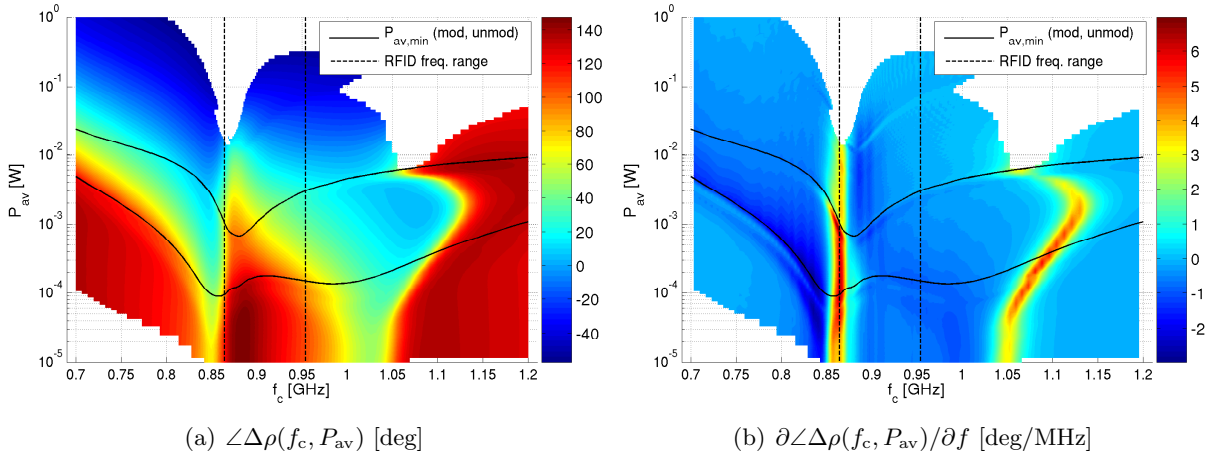 10^0
10^-1
10^-2
10^-3
10^-4
10^-5
P_av [W]
0.7 0.75 0.8 0.85 0.9 0.95 1 1.05 1.1 1.15 1.2
f_c [GHz]
P_av,min (mod, unmod)
RFID freq. range
140
120
100
80
60
40
20
0
-20
-40
10^0
10^-1
10^-2
10^-3
10^-4
10^-5
P_av [W]
0.7 0.75 0.8 0.85 0.9 0.95 1 1.05 1.1 1.15 1.2
f_c [GHz]
P_av,min (mod, unmod)
RFID freq. range
6
5
4
3
2
1
0
-1
-2
(a) ∠Δρ(f_c, P_av) [deg]
(b) ∂∠Δρ(f_c, P_av)/∂f [deg/MHz]